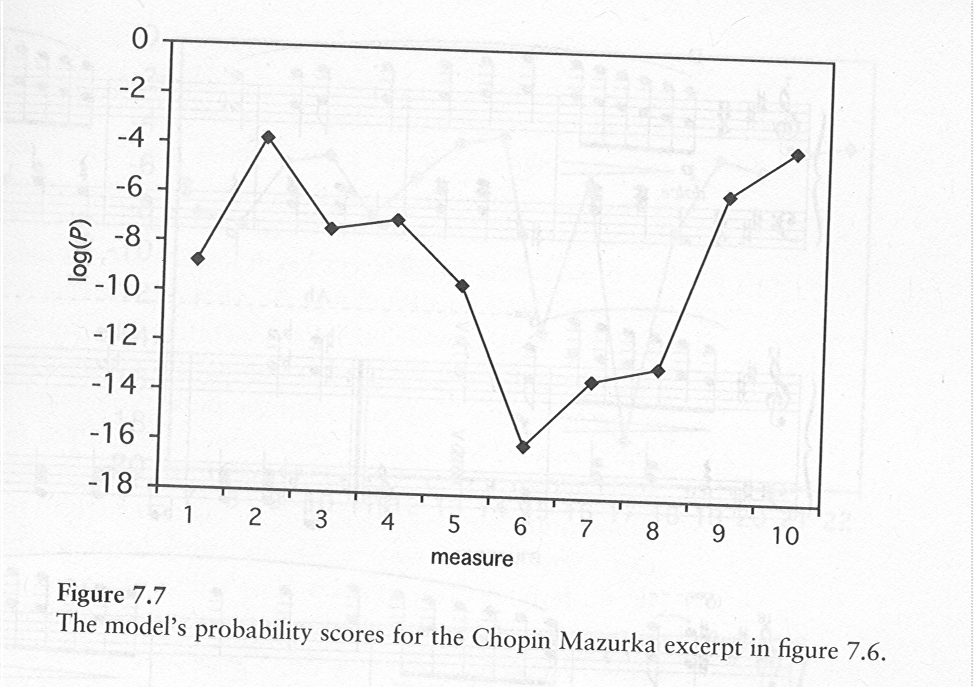 0
-2
-4
-6
-8
-10
-12
-14
-16
-18
log(P)
1 2 3 4 5 6 7 8 9 10
measure
Figure 7.7
The model's probability scores for the Chopin Mazurka excerpt in figure 7.6.